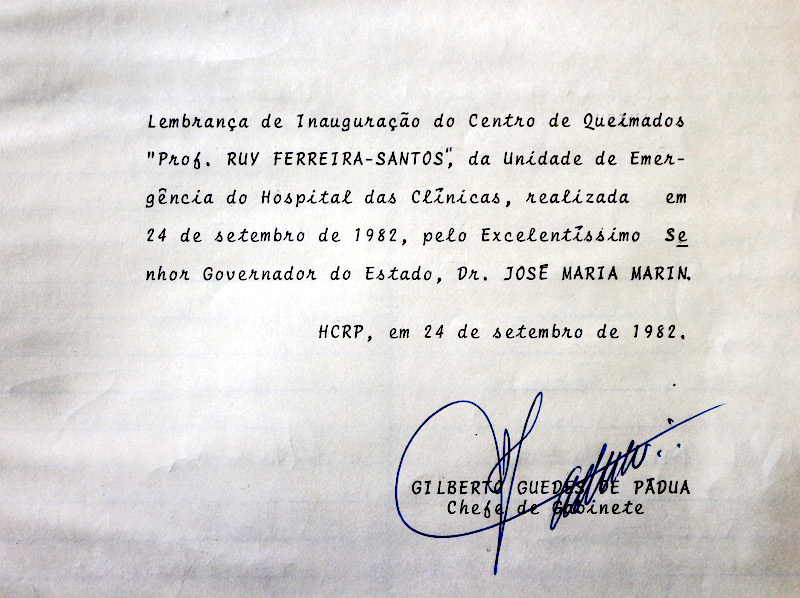 Lembrança de Inauguração do Centro de Queimados
"Prof. RUY FERREIRA-SANTOS", da Unidade de Emer-
gência do Hospital das Clínicas, realizada em
24 de setembro de 1982, pelo Excelentíssimo Se
nhor Governador do Estado, Dr. JOSÉ MARIA MARIN.
HCRP, em 24 de setembro de 1982.
GILBERTO GUEDES DE PÁDUA
Chefe de Gabinete